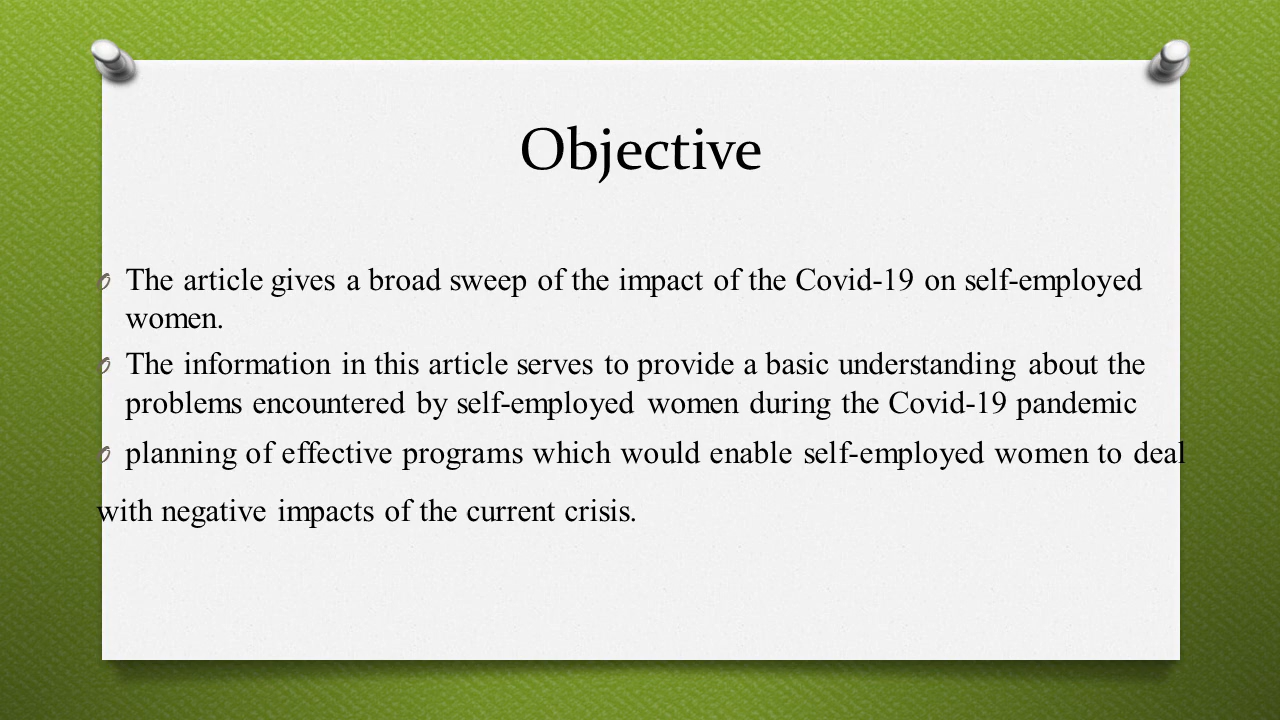 Objective
The article gives a broad sweep of the impact of the Covid-19 on self-employed
women.
The information in this article serves to provide a basic understanding about the
problems encountered by self-employed women during the Covid-19 pandemic
planning of effective programs which would enable self-employed women to deal
with negative impacts of the current crisis.